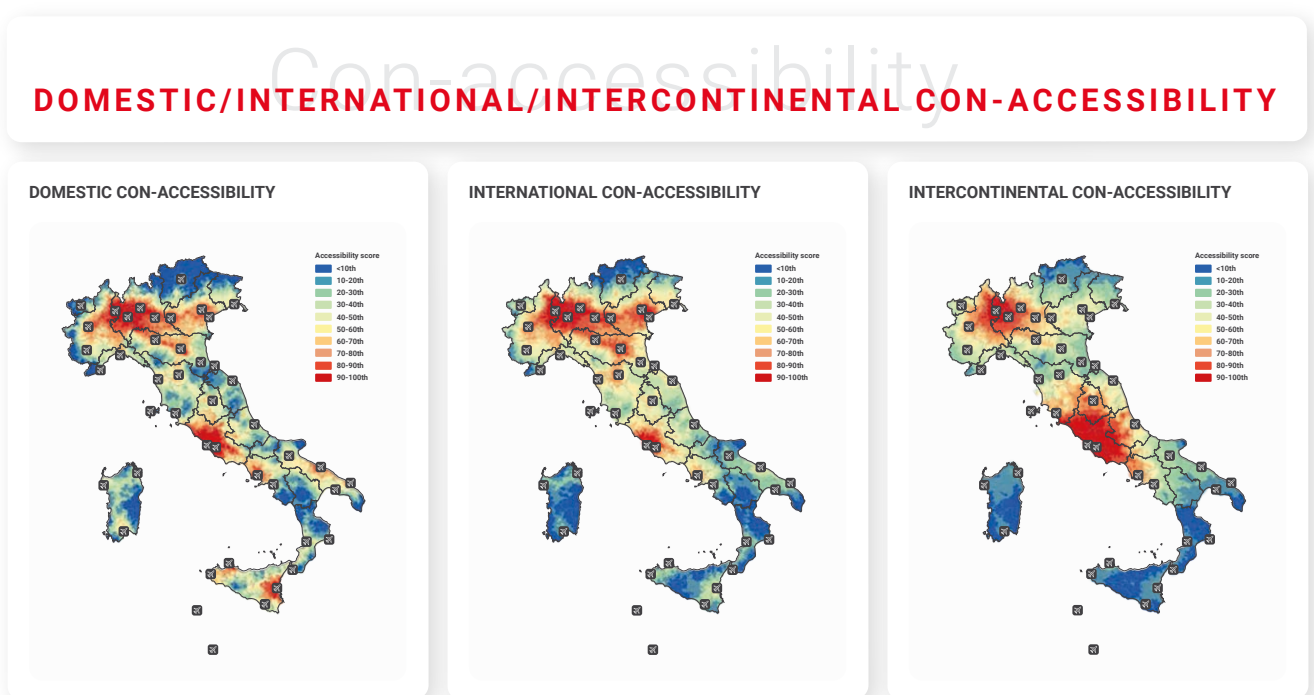 Con-accessibility
DOMESTIC/INTERNATIONAL/INTERCONTINENTAL CON-ACCESSIBILITY
DOMESTIC CON-ACCESSIBILITY
Accessibility score
<10th
10-20th
20-30th
30-40th
40-50th
50-60th
60-70th
70-80th
80-90th
90-100th
INTERNATIONAL CON-ACCESSIBILITY
Accessibility score
<10th
10-20th
20-30th
30-40th
40-50th
50-60th
60-70th
70-80th
80-90th
90-100th
INTERCONTINENTAL CON-ACCESSIBILITY
Accessibility score
<10th
10-20th
20-30th
30-40th
40-50th
50-60th
60-70th
70-80th
80-90th
90-100th